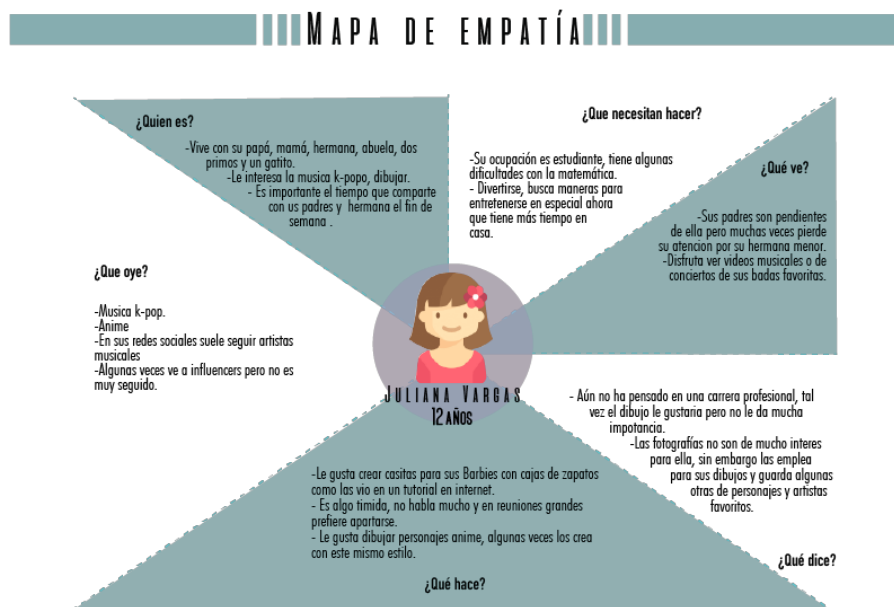 MAPA DE EMPATÍA
¿Quien es?
-Vive con su papá, mamá, hermana, abuela, dos
primos y un gatito.
-Le interesa la musica k-popo, dibujar.
- Es importante el tiempo que comparte
con us padres y hermana el fin de
semana .
¿Que necesitan hacer?
-Su ocupación es estudiante, tiene algunas
dificultades con la matemática.
- Divertirse, busca maneras para
entretenerse en especial ahora
que tiene más tiempo en
casa.
¿Qué ve?
-Sus padres son pendientes
de ella pero muchas veces pierde
su atencion por su hermana menor.
-Disfruta ver videos musicales o de
conciertos de sus badas favoritas.
¿Que oye?
-Musica k-pop.
-Anime
-En sus redes sociales suele seguir artistas
musicales
-Algunas veces ve a influencers pero no es
muy seguido.
JULIANA VARGAS
12 AÑOS
- Aún no ha pensado en una carrera profesional, tal
vez el dibujo le gustaria pero no le da mucha
impotancia.
-Las fotografías no son de mucho interes
para ella, sin embargo las emplea
para sus dibujos y guarda algunas
otras de personajes y artistas
favoritos.
¿Qué dice?
-Le gusta crear casitas para sus Barbies con cajas de zapatos
como las vio en un tutorial en internet.
- Es algo timida, no habla mucho y en reuniones grandes
prefiere apartarse.
- Le gusta dibujar personajes anime, algunas veces los crea
con este mismo estilo.
¿Qué hace?